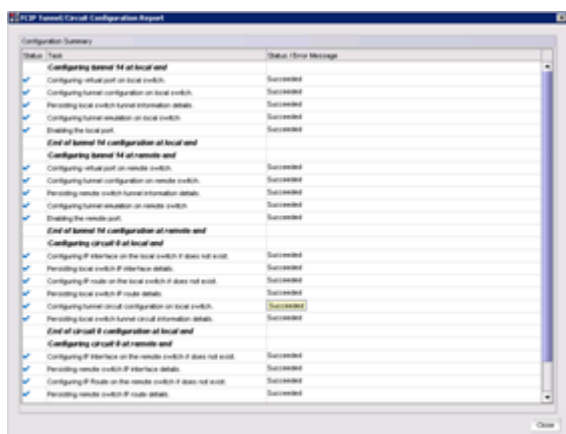 FCIP Tunnel/Circuit Configuration Report
Configuration Summary
Status Task Status / Error Message
Configuring tunnel 14 at local end
Configuring virtual port on local switch. Succeeded
Configuring tunnel configuration on local switch. Succeeded
Persisting local switch tunnel information details. Succeeded
Configuring tunnel emulation on local switch Succeeded
Enabling the local port. Succeeded
End of tunnel 14 configuration at local end
Configuring tunnel 14 at remote end
Configuring virtual port on remote switch. Succeeded
Configuring tunnel configuration on remote switch. Succeeded
Persisting remote switch tunnel information details. Succeeded
Configuring tunnel emulation on remote switch Succeeded
Enabling the remote port. Succeeded
End of tunnel 14 configuration at remote end
Configuring circuit 0 at local end
Configuring IP interface on the local switch if does not exist. Succeeded
Persisting local switch IP interface details. Succeeded
Configuring IP route on the local switch if does not exist. Succeeded
Persisting local switch IP route details. Succeeded
Configuring tunnel circuit configuration on local switch. Succeeded
Persisting local switch tunnel circuit information details. Succeeded
End of circuit 0 configuration at local end
Configuring circuit 0 at remote end
Configuring IP interface on the remote switch if does not exist. Succeeded
Persisting remote switch IP interface details. Succeeded
Configuring IP Route on the remote switch if does not exist. Succeeded
Persisting remote switch IP route details. Succeeded
Close